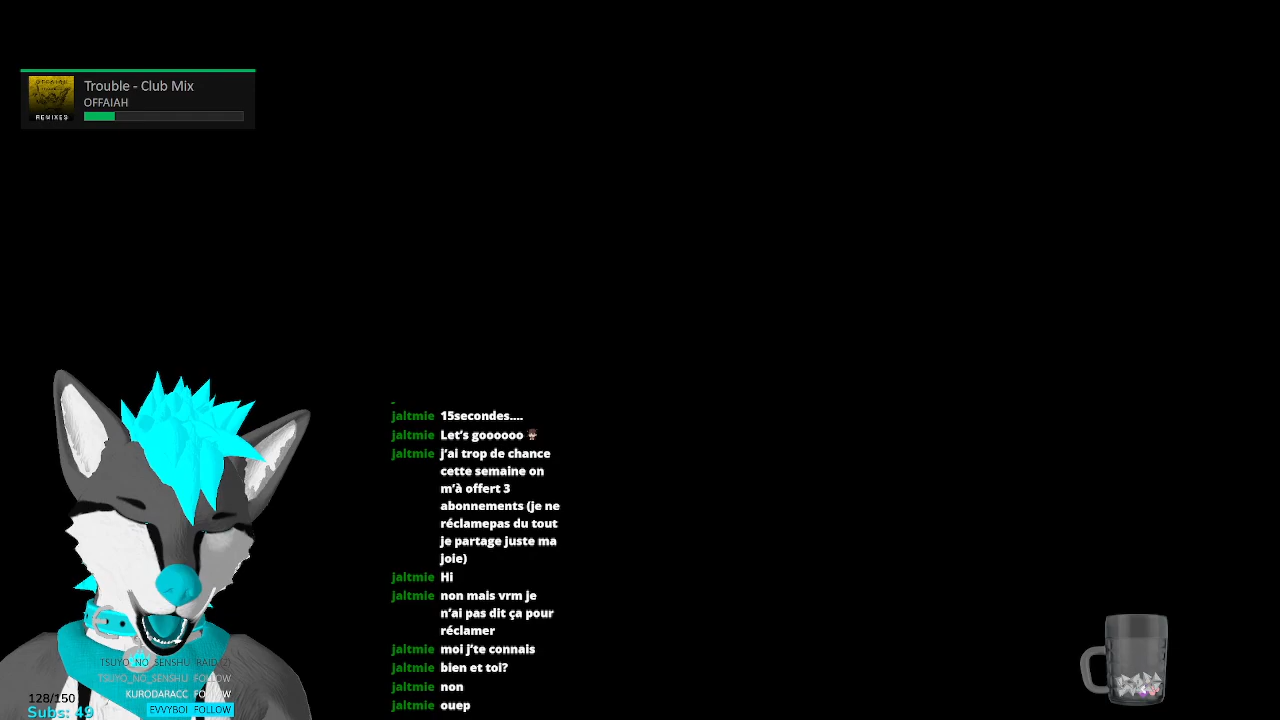 Trouble - Club Mix
OFFAIAH
REMIXES
jaltmie 15secondes....
jaltmie Let's goooooo
jaltmie j'ai trop de chance
cette semaine on
m'à offert 3
abonnements (je ne
réclamepas du tout
je partage juste ma
joie)
jaltmie Hi
jaltmie non mais vrm je
n'ai pas dit ça pour
réclamer
jaltmie moi j'te connais
jaltmie bien et toi?
jaltmie non
jaltmie ouep
TSUYO_NO_SENSHU RAID (2)
TSUYO_NO_SENSHU FOLLOW
KURODARACC FOLLOW
EVVYBOI FOLLOW
128/150
Subs: 49